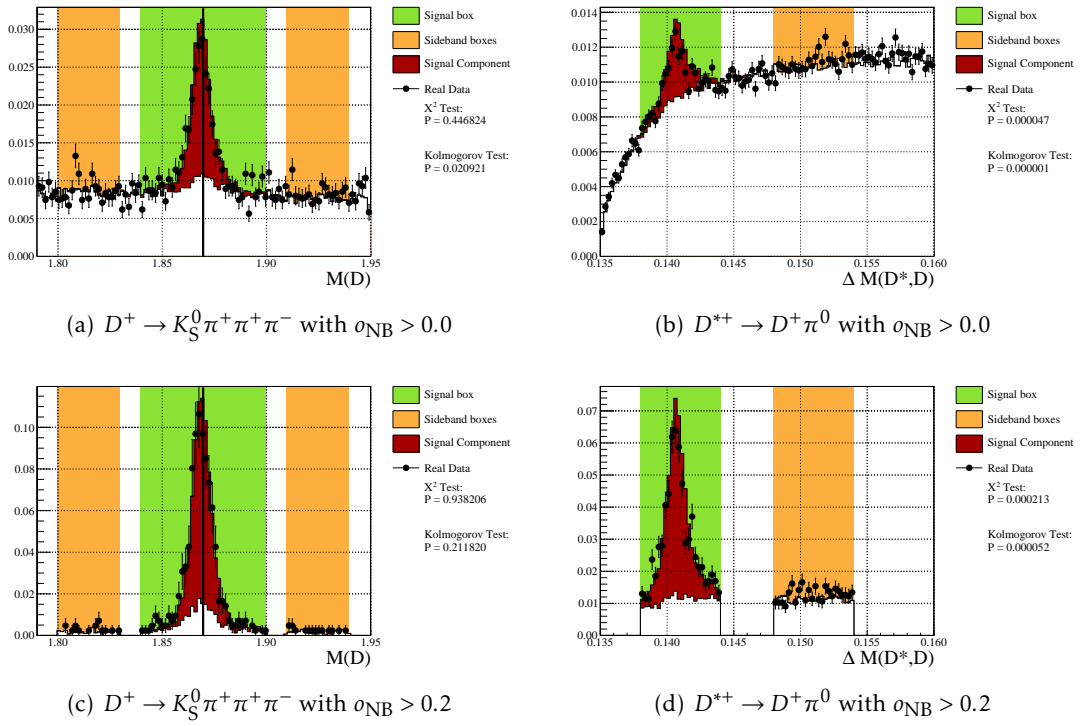 0.030
0.025
0.020
0.015
0.010
0.005
0.000
1.80
1.85
1.90
1.95
M(D)
Signal box
Sideband boxes
Signal Component
Real Data
Χ² Test:
P = 0.446824
Kolmogorov Test:
P = 0.020921
(a) D⁺ → K⁰_S π⁺π⁺π⁻ with o_NB > 0.0
0.014
0.012
0.010
0.008
0.006
0.004
0.002
0.000
0.135
0.140
0.145
0.150
0.155
0.160
Δ M(D*,D)
Signal box
Sideband boxes
Signal Component
Real Data
Χ² Test:
P = 0.000047
Kolmogorov Test:
P = 0.000001
(b) D*⁺ → D⁺π⁰ with o_NB > 0.0
0.10
0.08
0.06
0.04
0.02
0.00
1.80
1.85
1.90
1.95
M(D)
Signal box
Sideband boxes
Signal Component
Real Data
Χ² Test:
P = 0.938206
Kolmogorov Test:
P = 0.211820
(c) D⁺ → K⁰_S π⁺π⁺π⁻ with o_NB > 0.2
0.07
0.06
0.05
0.04
0.03
0.02
0.01
0.00
0.135
0.140
0.145
0.150
0.155
0.160
Δ M(D*,D)
Signal box
Sideband boxes
Signal Component
Real Data
Χ² Test:
P = 0.000213
Kolmogorov Test:
P = 0.000052
(d) D*⁺ → D⁺π⁰ with o_NB > 0.2